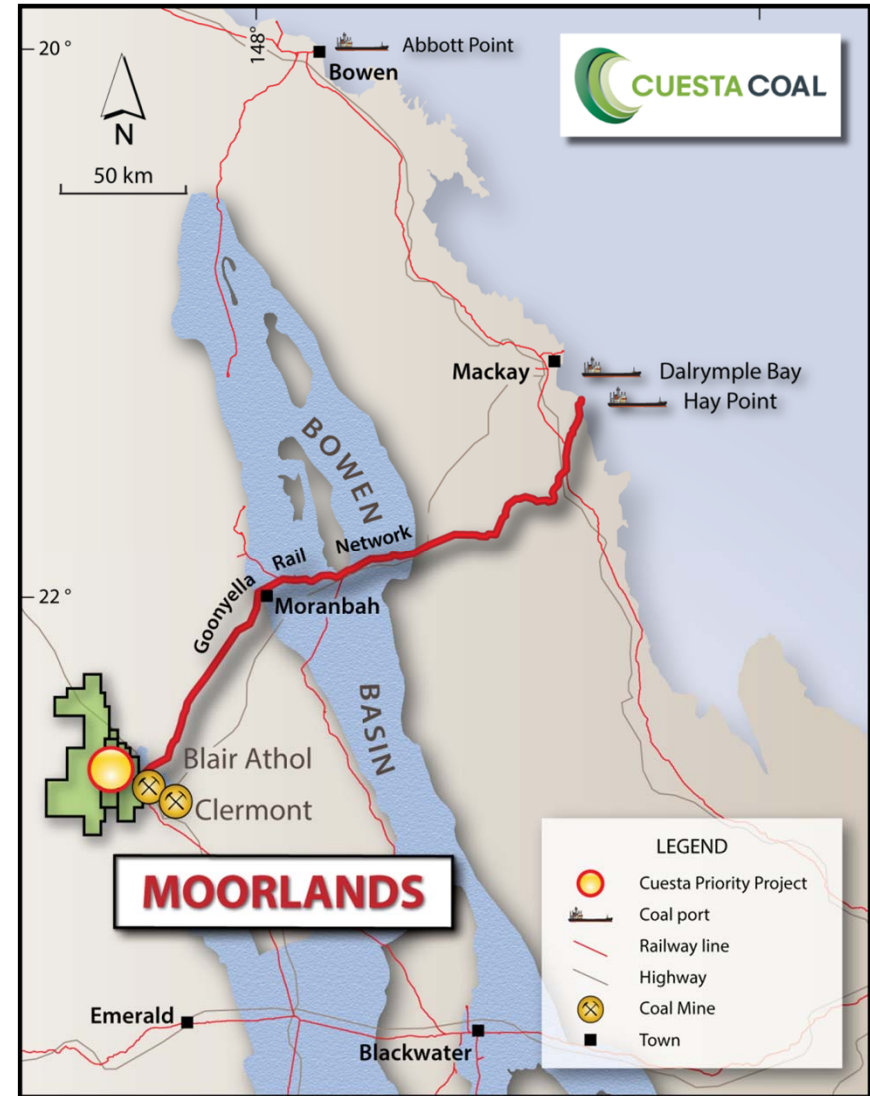 20°
148°
Abbott Point
Bowen
CUESTA COAL
N
50 km
Mackay
Dalrymple Bay
Hay Point
BOWEN
Goonyella Rail Network
22°
Moranbah
BASIN
Blair Athol
Clermont
MOORLANDS
LEGEND
Cuesta Priority Project
Coal port
Railway line
Highway
Coal Mine
Town
Emerald
Blackwater